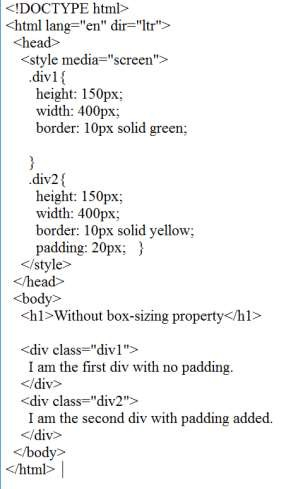 <!DOCTYPE html>
<html lang="en" dir="ltr">
<head>
<style media="screen">
.div1{
height: 150px;
width: 400px;
border: 10px solid green;
}
.div2{
height: 150px;
width: 400px;
border: 10px solid yellow;
padding: 20px; }
</style>
</head>
<body>
<h1>Without box-sizing property</h1>
<div class="div1">
I am the first div with no padding.
</div>
<div class="div2">
I am the second div with padding added.
</div>
</body>
</html>